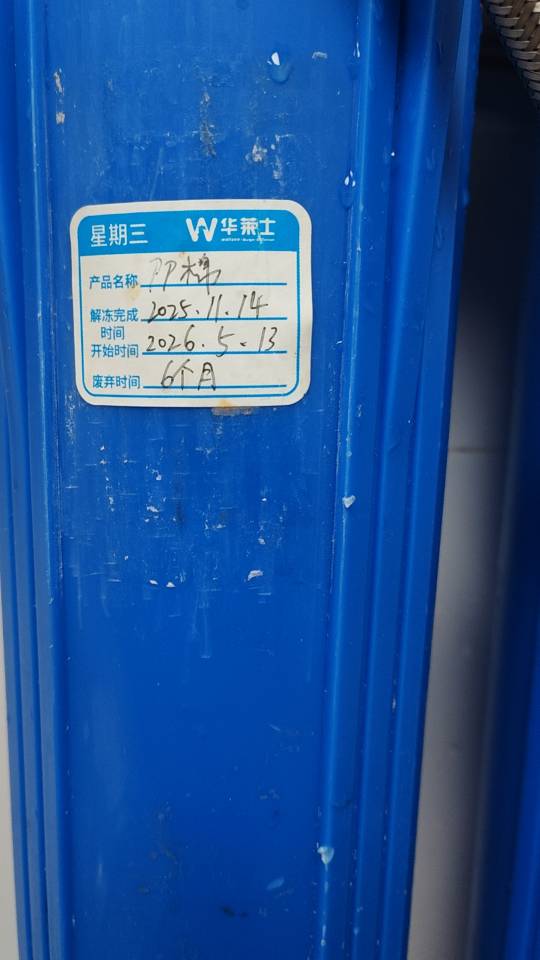 星期三 华莱士
产品名称 PP棉
解冻完成时间 2025.11.14
开始时间 2026.5.13
废弃时间 6个月